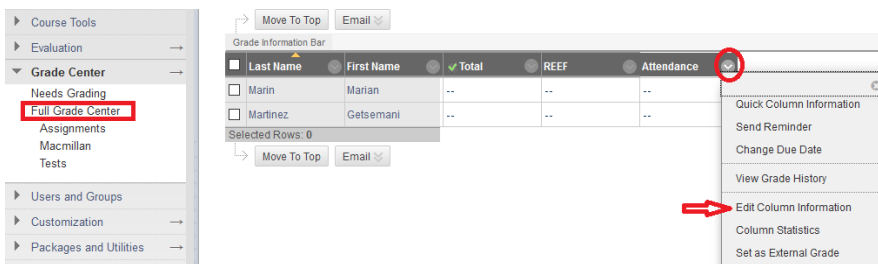 Course Tools
Evaluation
Grade Center
Needs Grading
Full Grade Center
Assignments
Macmillan
Tests
Users and Groups
Customization
Packages and Utilities
Move To Top Email
Grade Information Bar
Last Name First Name Total REEF Attendance
Marin Marian -- -- --
Martinez Getsemani -- -- --
Selected Rows: 0
Move To Top Email
Quick Column Information
Send Reminder
Change Due Date
View Grade History
Edit Column Information
Column Statistics
Set as External Grade